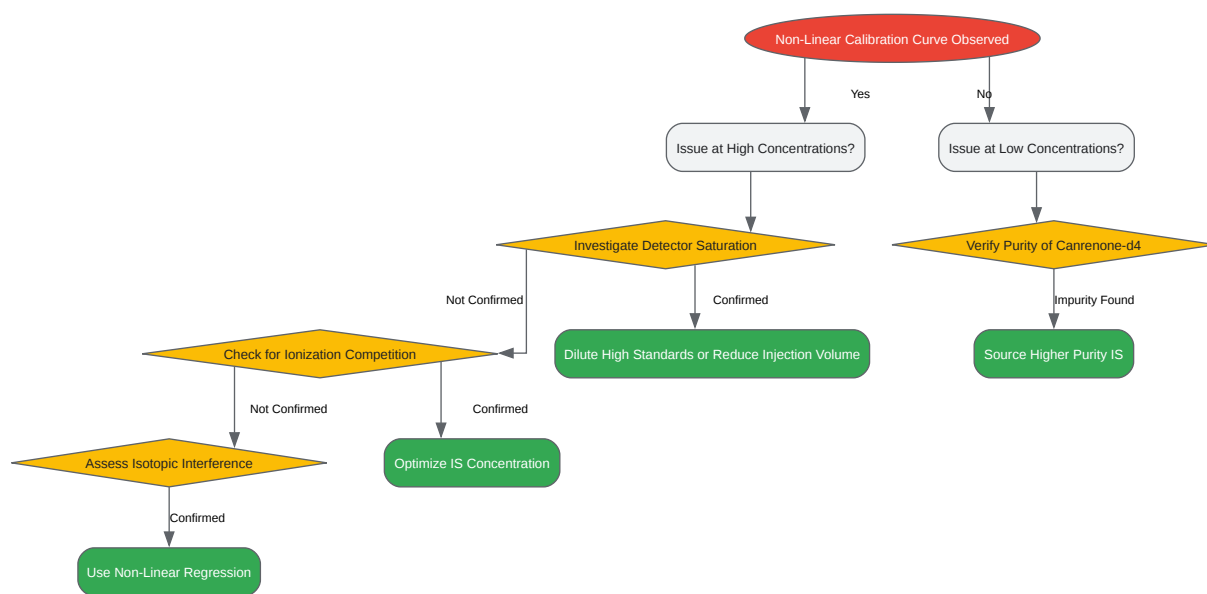 Non-Linear Calibration Curve Observed
Yes
No
Issue at High Concentrations?
Issue at Low Concentrations?
Investigate Detector Saturation
Verify Purity of Canrenone-d4
Not Confirmed
Confirmed
Impurity Found
Check for Ionization Competition
Dilute High Standards or Reduce Injection Volume
Source Higher Purity IS
Not Confirmed
Confirmed
Assess Isotopic Interference
Optimize IS Concentration
Confirmed
Use Non-Linear Regression